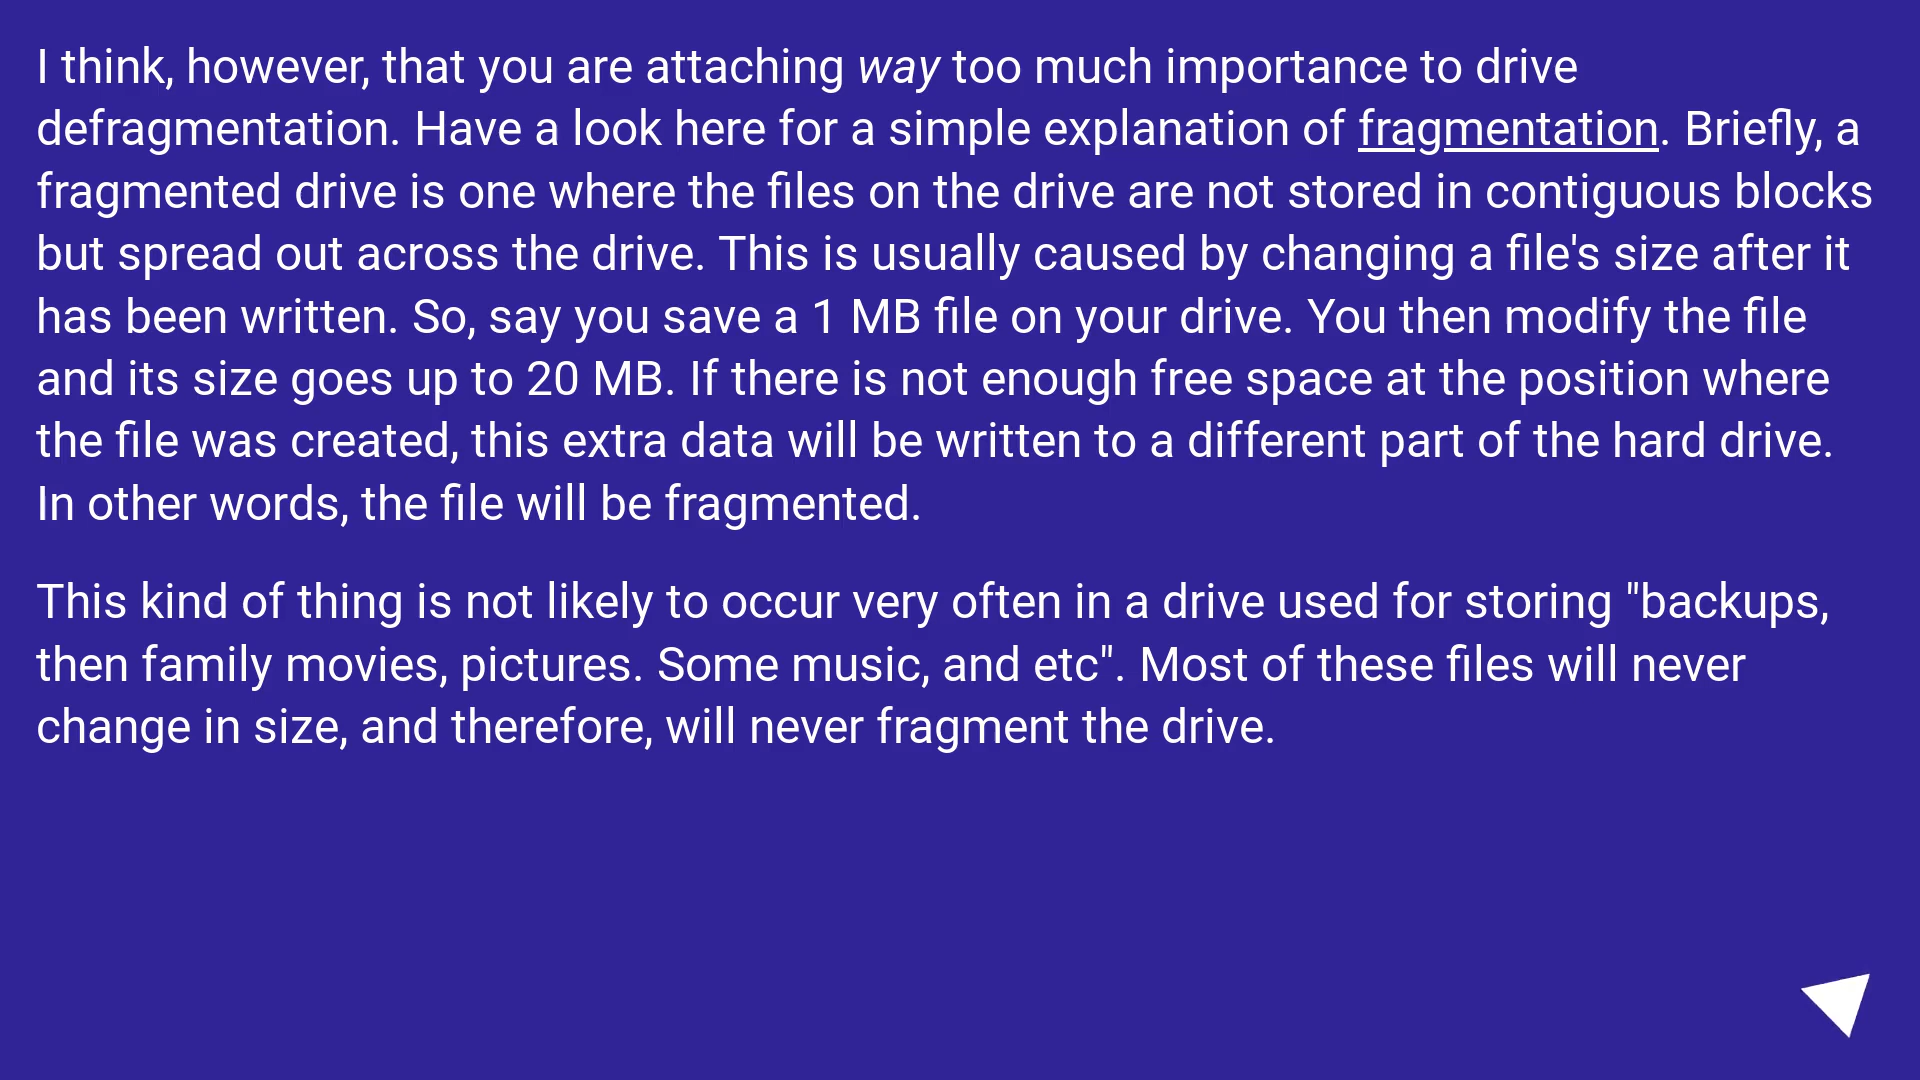 I think, however, that you are attaching way too much importance to drive
defragmentation. Have a look here for a simple explanation of fragmentation. Briefly, a
fragmented drive is one where the files on the drive are not stored in contiguous blocks
but spread out across the drive. This is usually caused by changing a file's size after it
has been written. So, say you save a 1 MB file on your drive. You then modify the file
and its size goes up to 20 MB. If there is not enough free space at the position where
the file was created, this extra data will be written to a different part of the hard drive.
In other words, the file will be fragmented.
This kind of thing is not likely to occur very often in a drive used for storing "backups,
then family movies, pictures. Some music, and etc". Most of these files will never
change in size, and therefore, will never fragment the drive.